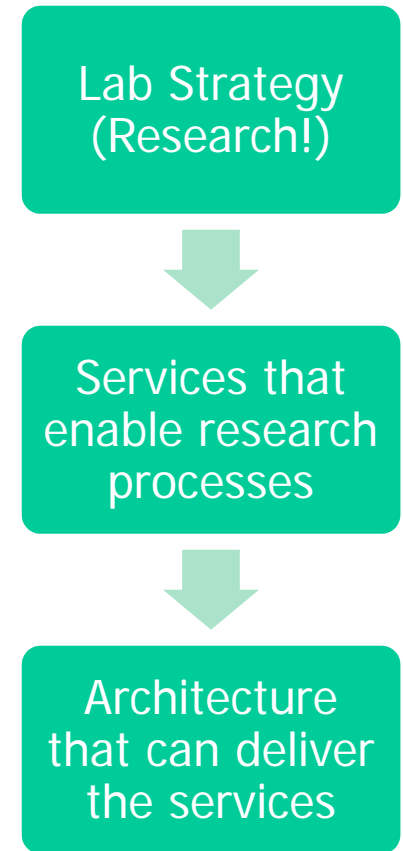 Lab Strategy
(Research!)
Services that
enable research
processes
Architecture
that can deliver
the services